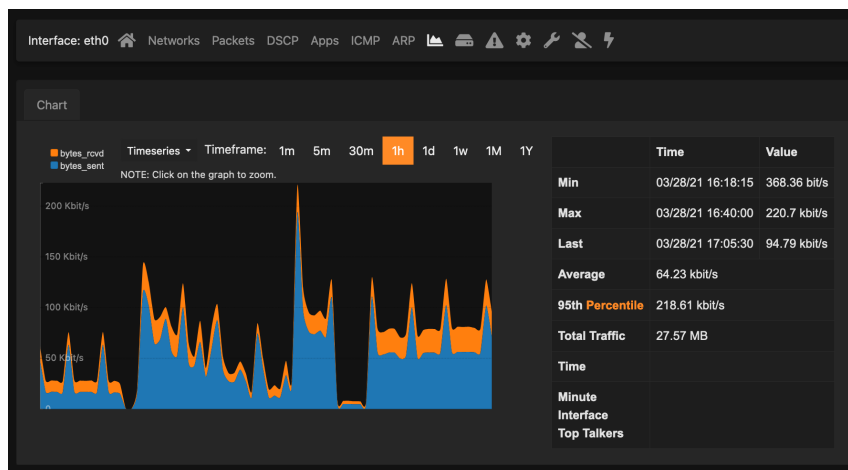 Interface: eth0 Networks Packets DSCP Apps ICMP ARP
Chart
bytes_rcvd
bytes_sent
Timeseries Timeframe: 1m 5m 30m 1h 1d 1w 1M 1Y
NOTE: Click on the graph to zoom.
200 Kbit/s
150 Kbit/s
100 Kbit/s
50 Kbit/s
0
Time Value
Min 03/28/21 16:18:15 368.36 bit/s
Max 03/28/21 16:40:00 220.7 kbit/s
Last 03/28/21 17:05:30 94.79 kbit/s
Average 64.23 kbit/s
95th Percentile 218.61 kbit/s
Total Traffic 27.57 MB
Time
Minute
Interface
Top Talkers